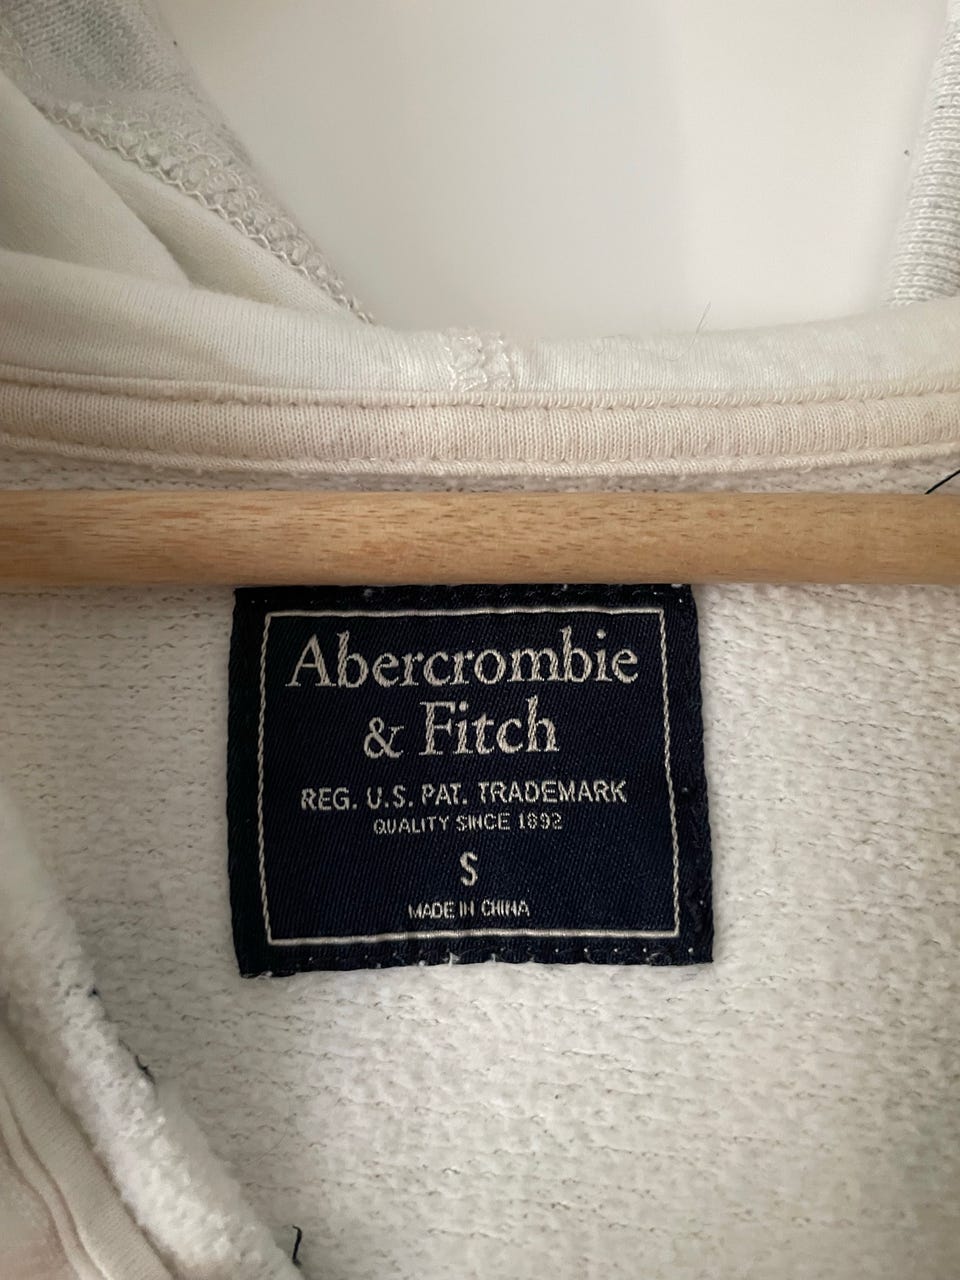 Abercrombie
& Fitch
REG. U.S. PAT. TRADEMARK
QUALITY SINCE 1892
S
MADE IN CHINA